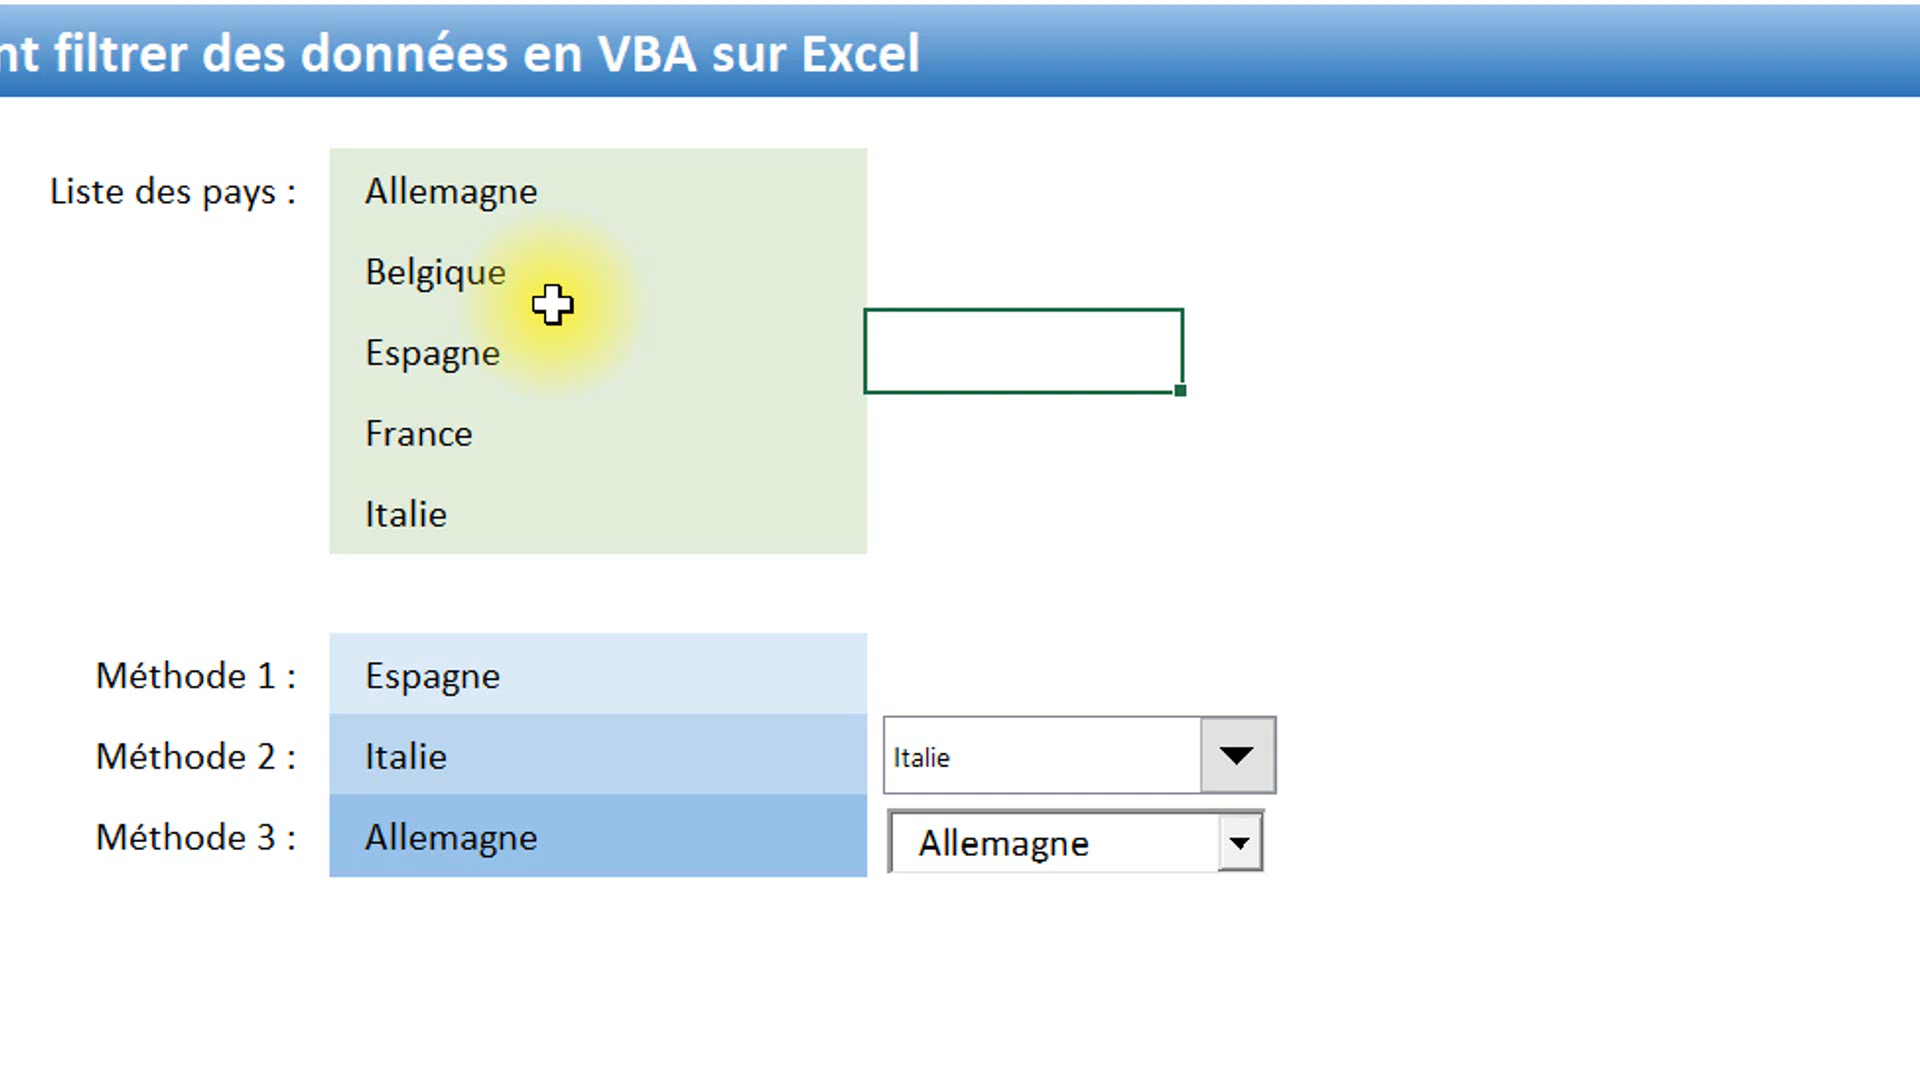 nt filtrer des données en VBA sur Excel
Liste des pays : Allemagne
Belgique
Espagne
France
Italie
Méthode 1 : Espagne
Méthode 2 : Italie Italie
Méthode 3 : Allemagne Allemagne